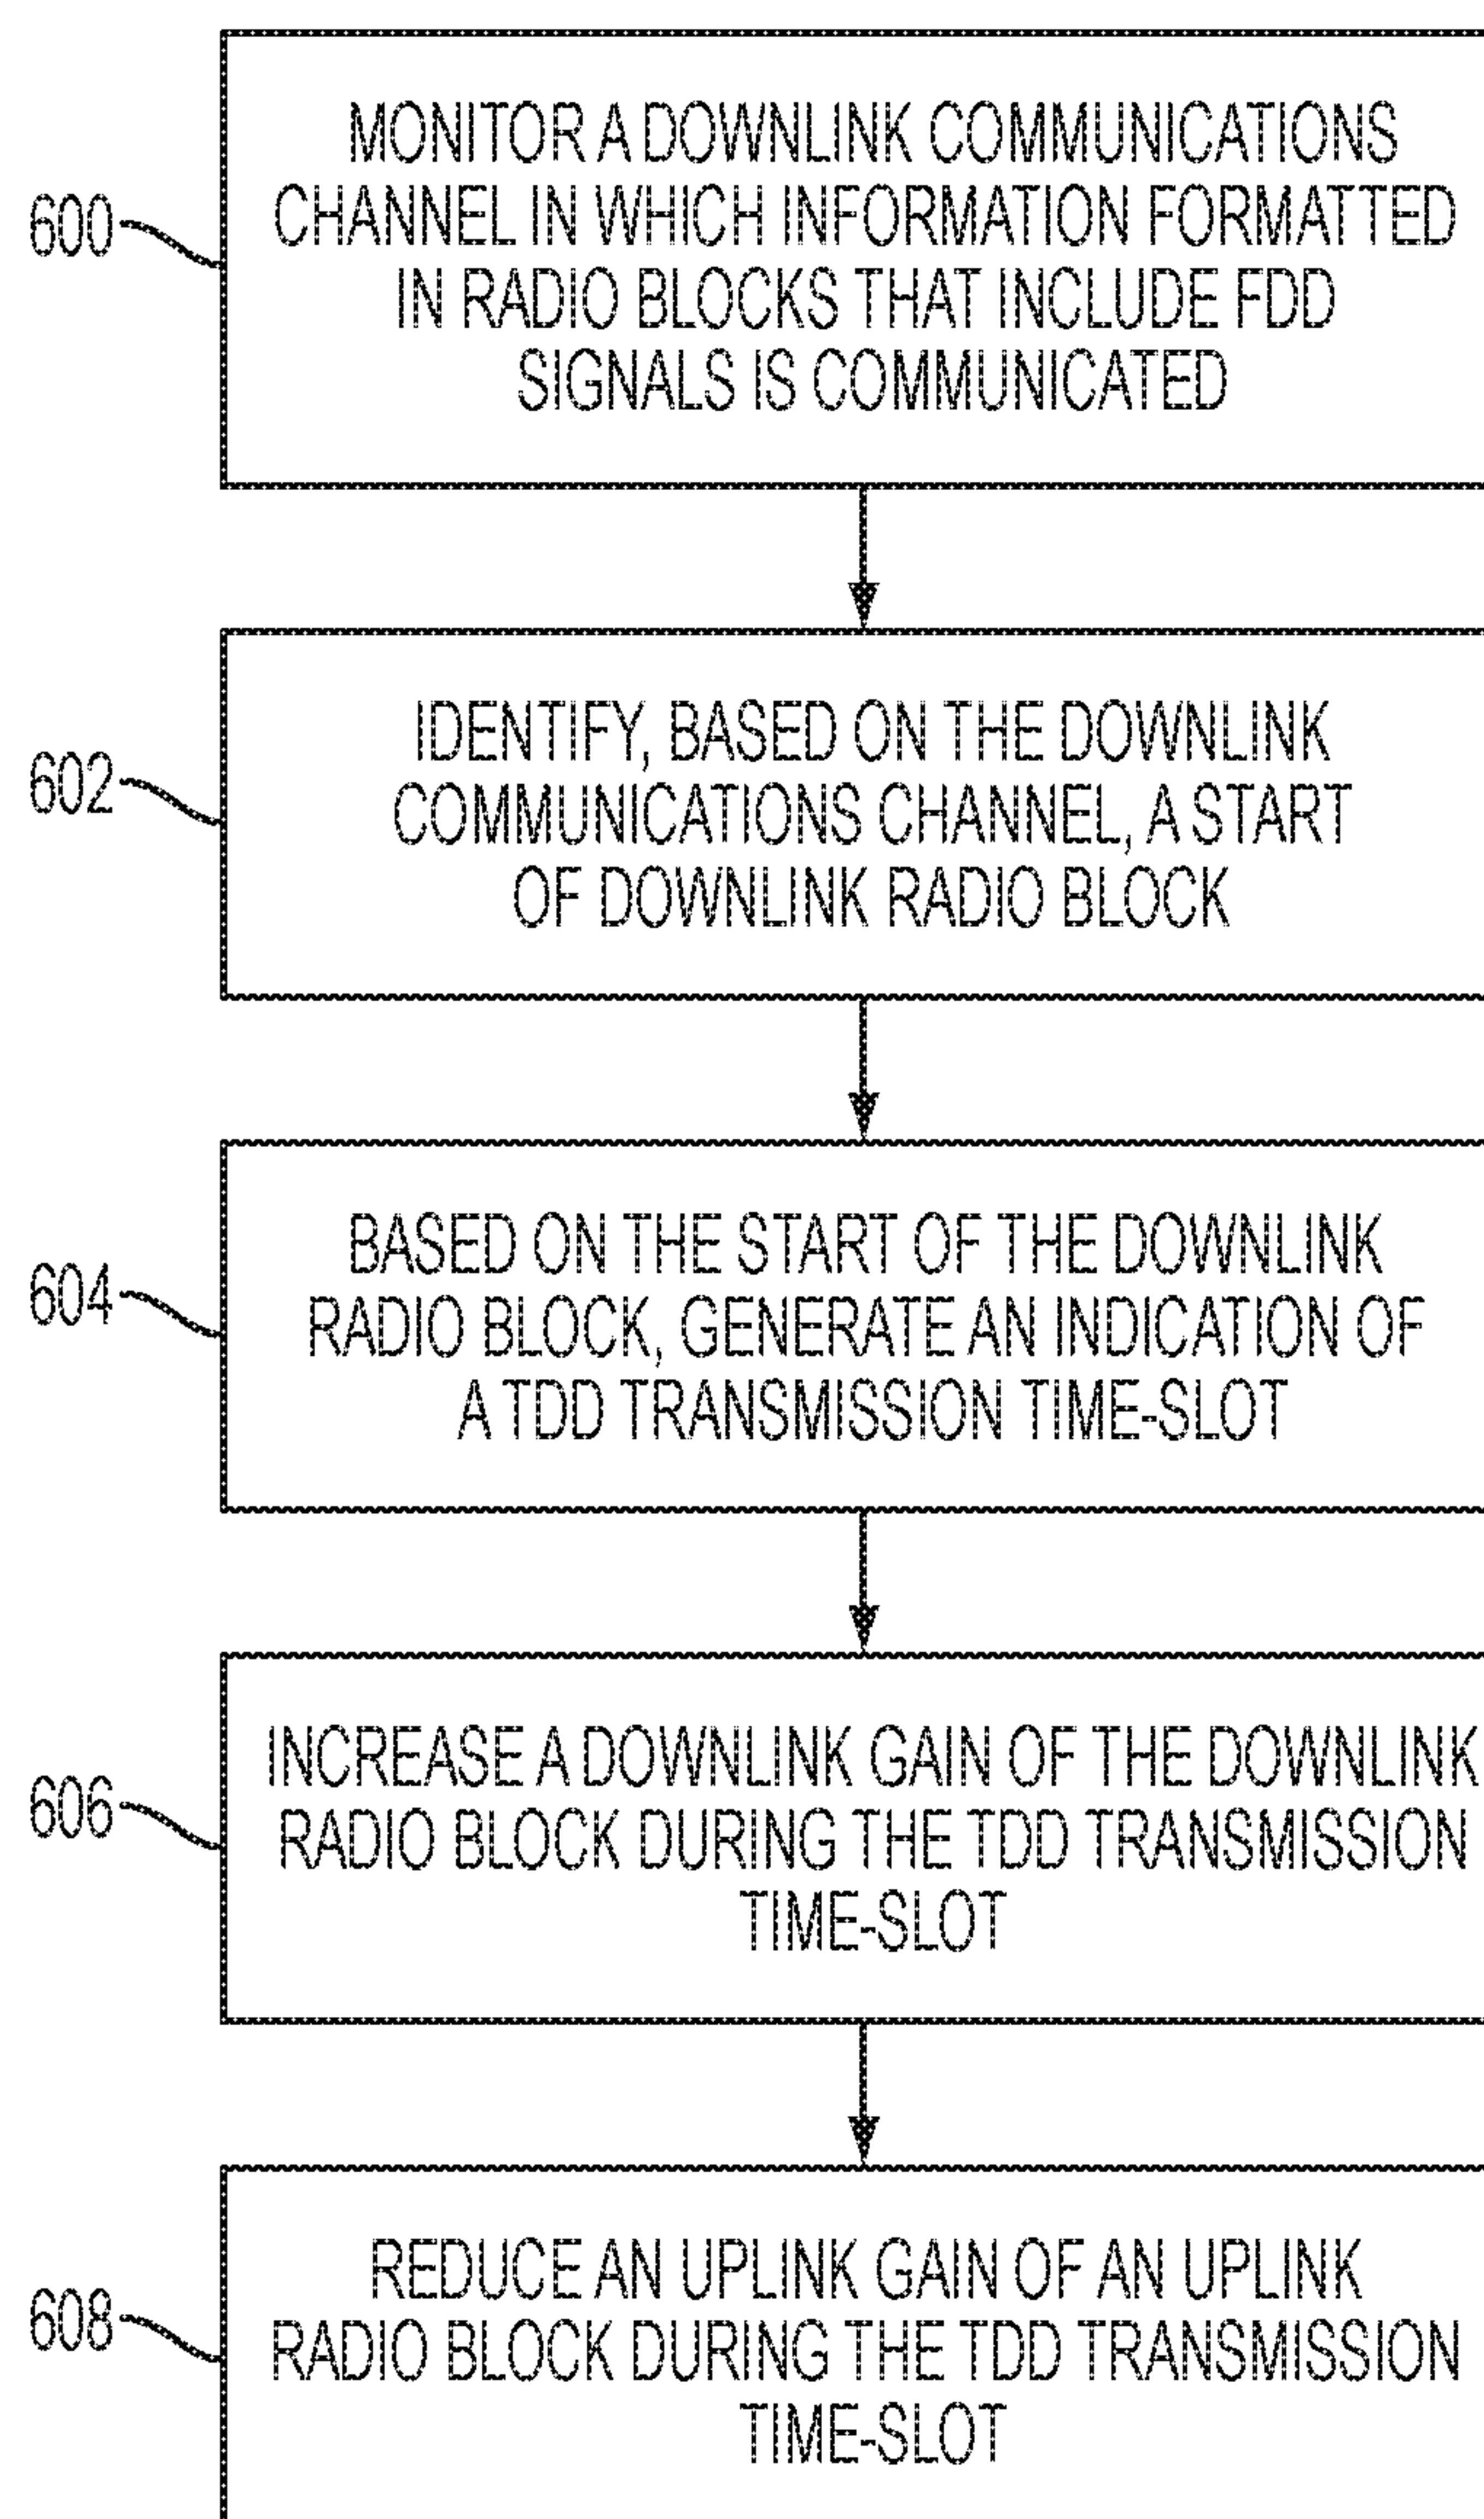 600
MONITOR A DOWNLINK COMMUNICATIONS
CHANNEL IN WHICH INFORMATION FORMATTED
IN RADIO BLOCKS THAT INCLUDE FDD
SIGNALS IS COMMUNICATED
602
IDENTIFY, BASED ON THE DOWNLINK
COMMUNICATIONS CHANNEL, A START
OF DOWNLINK RADIO BLOCK
604
BASED ON THE START OF THE DOWNLINK
RADIO BLOCK, GENERATE AN INDICATION OF
A TDD TRANSMISSION TIME-SLOT
606
INCREASE A DOWNLINK GAIN OF THE DOWNLINK
RADIO BLOCK DURING THE TDD TRANSMISSION
TIME-SLOT
608
REDUCE AN UPLINK GAIN OF AN UPLINK
RADIO BLOCK DURING THE TDD TRANSMISSION
TIME-SLOT